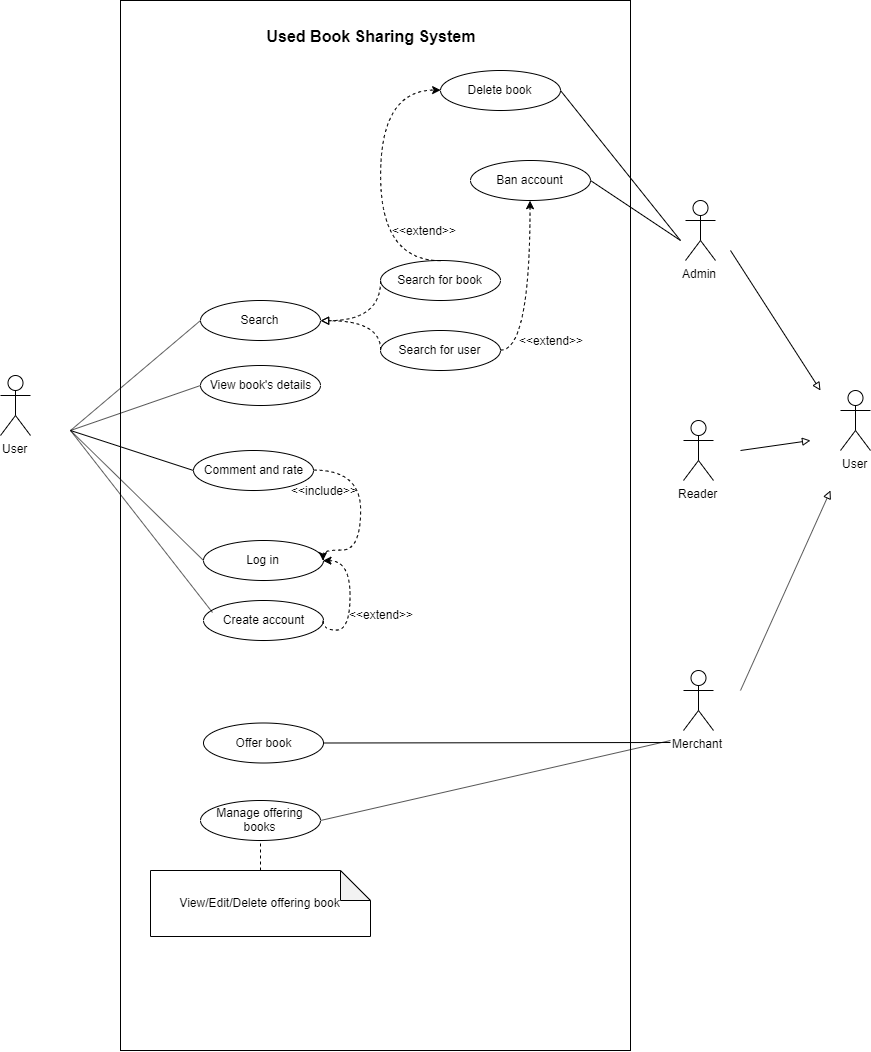 Used Book Sharing System
Delete book
Ban account
Admin
<<extend>>
Search for book
Search
Search for user
<<extend>>
View book's details
User
User
Comment and rate
<<include>>
Reader
Log in
Create account
<<extend>>
Offer book
Merchant
Manage offering
books
View/Edit/Delete offering book